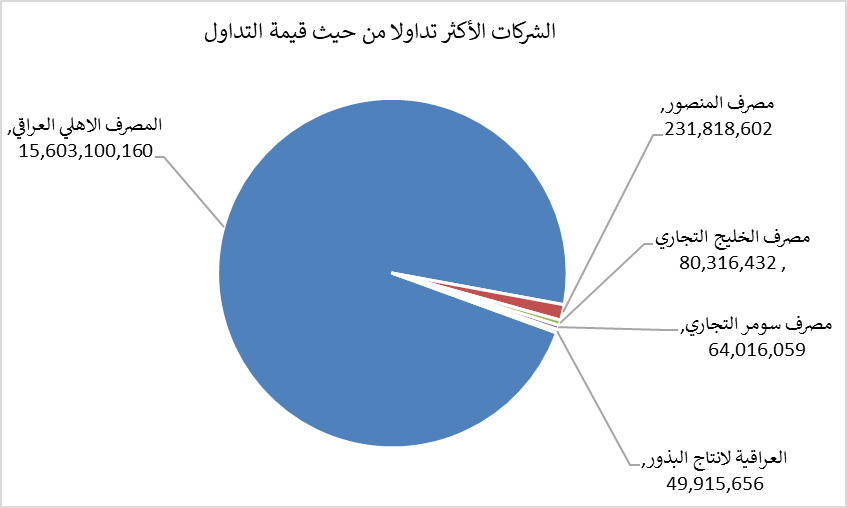 الشركات الأكثر تداولا من حيث قيمة التداول
مصرف المنصور,
231,818,602
المصرف الاهلي العراقي,
15,603,100,160
مصرف الخليج التجاري
, 80,316,432
مصرف سومر التجاري,
64,016,059
العراقية لانتاج البذور,
49,915,656